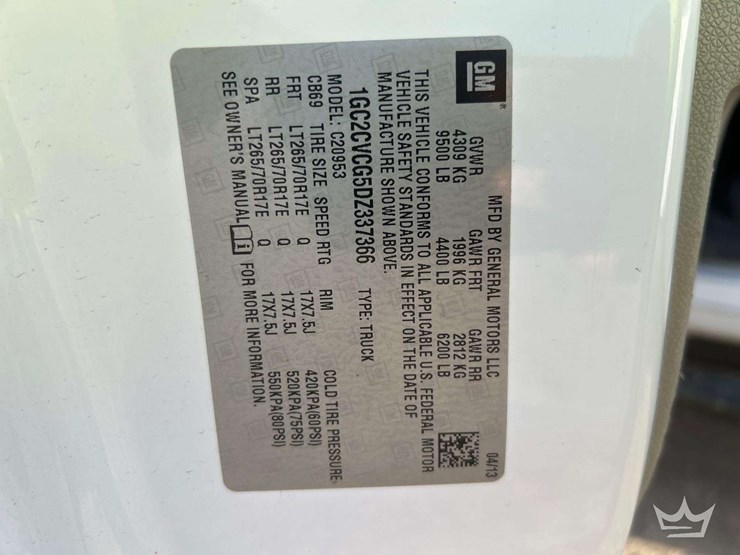 GM®
MFD BY GENERAL MOTORS LLC 04/13
GVWR GAWR FRT GAWR RR
4309 KG 1996 KG 2812 KG
9500 LB 4400 LB 6200 LB
THIS VEHICLE CONFORMS TO ALL APPLICABLE U.S. FEDERAL MOTOR
VEHICLE SAFETY STANDARDS IN EFFECT ON THE DATE OF
MANUFACTURE SHOWN ABOVE.
1GC2CVCG5DZ337366 TYPE: TRUCK
MODEL: C20953
CB69 TIRE SIZE SPEED RTG RIM COLD TIRE PRESSURE
FRT LT265/70R17E Q 17X7.5J 420KPA(60PSI)
RR LT265/70R17E Q 17X7.5J 520KPA(75PSI)
SPA LT265/70R17E Q 17X7.5J 550KPA(80PSI)
SEE OWNER'S MANUAL i FOR MORE INFORMATION.